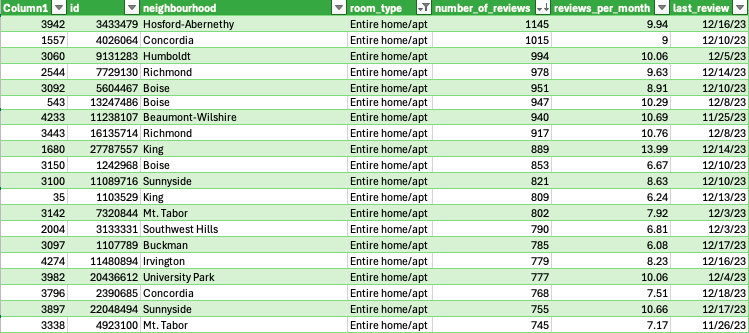 Column1 id neighbourhood room_type number_of_reviews reviews_per_month last_review
3942 3433479 Hosford-Abernethy Entire home/apt 1145 9.94 12/16/23
1557 4026064 Concordia Entire home/apt 1015 9 12/10/23
3060 9131283 Humboldt Entire home/apt 994 10.06 12/5/23
2544 7729130 Richmond Entire home/apt 978 9.63 12/14/23
3092 5604467 Boise Entire home/apt 951 8.91 12/10/23
543 13247486 Boise Entire home/apt 947 10.29 12/8/23
4233 11238107 Beaumont-Wilshire Entire home/apt 940 10.69 11/25/23
3443 16135714 Richmond Entire home/apt 917 10.76 12/8/23
1680 27787557 King Entire home/apt 889 13.99 12/14/23
3150 1242968 Boise Entire home/apt 853 6.67 12/10/23
3100 11089716 Sunnyside Entire home/apt 821 8.63 12/10/23
35 1103529 King Entire home/apt 809 6.24 12/13/23
3142 7320844 Mt. Tabor Entire home/apt 802 7.92 12/3/23
2004 3133331 Southwest Hills Entire home/apt 790 6.81 12/3/23
3097 1107789 Buckman Entire home/apt 785 6.08 12/17/23
4274 11480894 Irvington Entire home/apt 779 8.23 12/16/23
3982 20436612 University Park Entire home/apt 777 10.06 12/4/23
3796 2390685 Concordia Entire home/apt 768 7.51 12/18/23
3897 22048494 Sunnyside Entire home/apt 755 10.66 12/17/23
3338 4923100 Mt. Tabor Entire home/apt 745 7.17 11/26/23